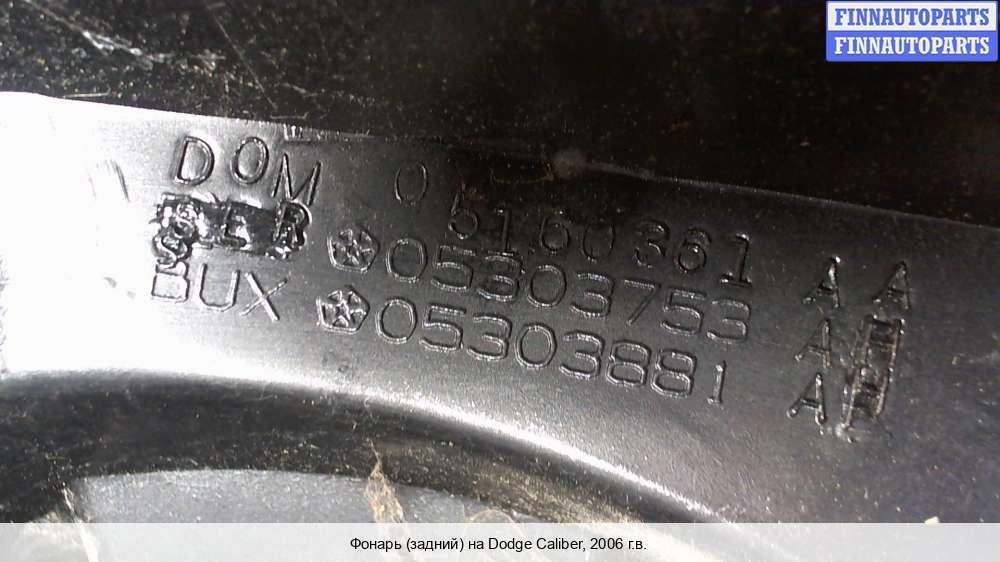 FINNAUTOPARTS
FINNAUTOPARTS
DOM 05160361 AA
05303753 A
BUX 05303881 A
Фонарь (задний) на Dodge Caliber, 2006 г.в.